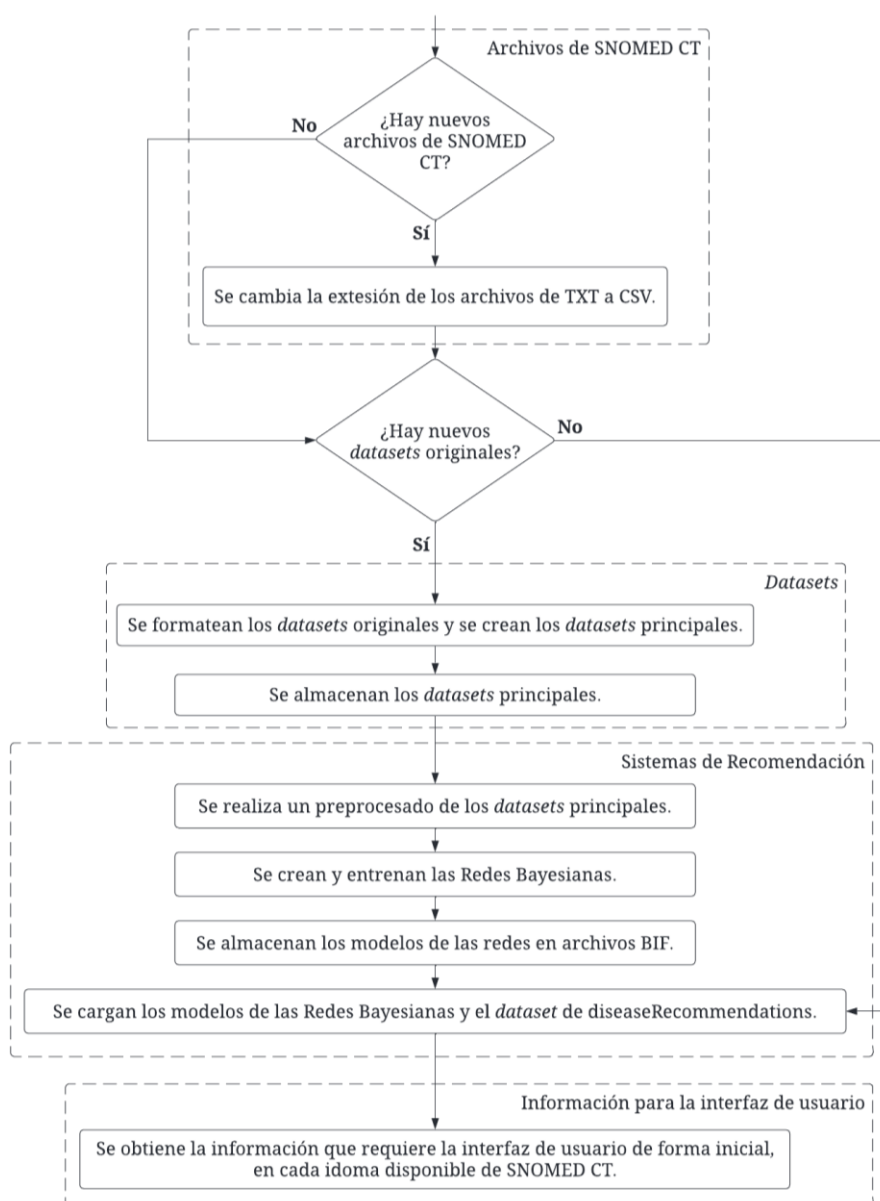 Archivos de SNOMED CT
No
¿Hay nuevos
archivos de SNOMED
CT?
Sí
Se cambia la extesión de los archivos de TXT a CSV.
¿Hay nuevos
datasets originales?
No
Sí
Datasets
Se formatean los datasets originales y se crean los datasets principales.
Se almacenan los datasets principales.
Sistemas de Recomendación
Se realiza un preprocesado de los datasets principales.
Se crean y entrenan las Redes Bayesianas.
Se almacenan los modelos de las redes en archivos BIF.
Se cargan los modelos de las Redes Bayesianas y el dataset de diseaseRecommendations.
Información para la interfaz de usuario
Se obtiene la información que requiere la interfaz de usuario de forma inicial,
en cada idoma disponible de SNOMED CT.